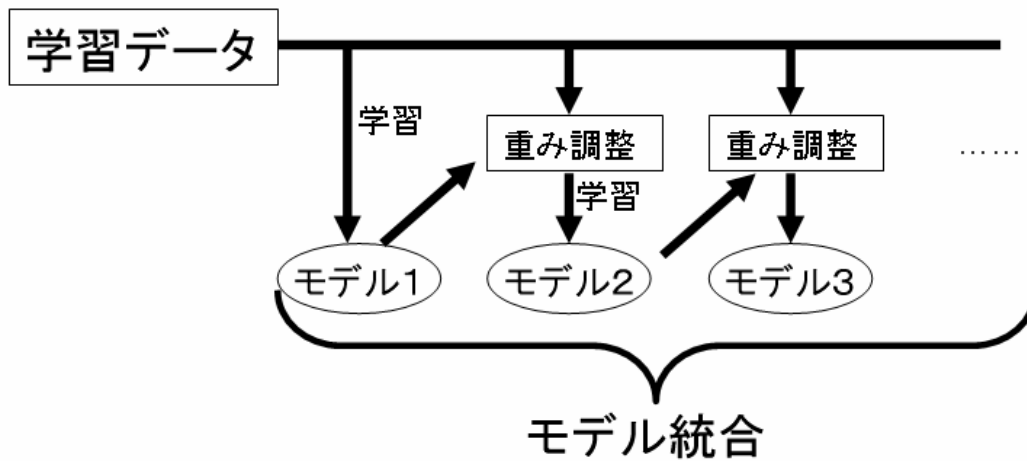 学習データ
学習
重み調整
重み調整
……
学習
モデル1
モデル2
モデル3
モデル統合